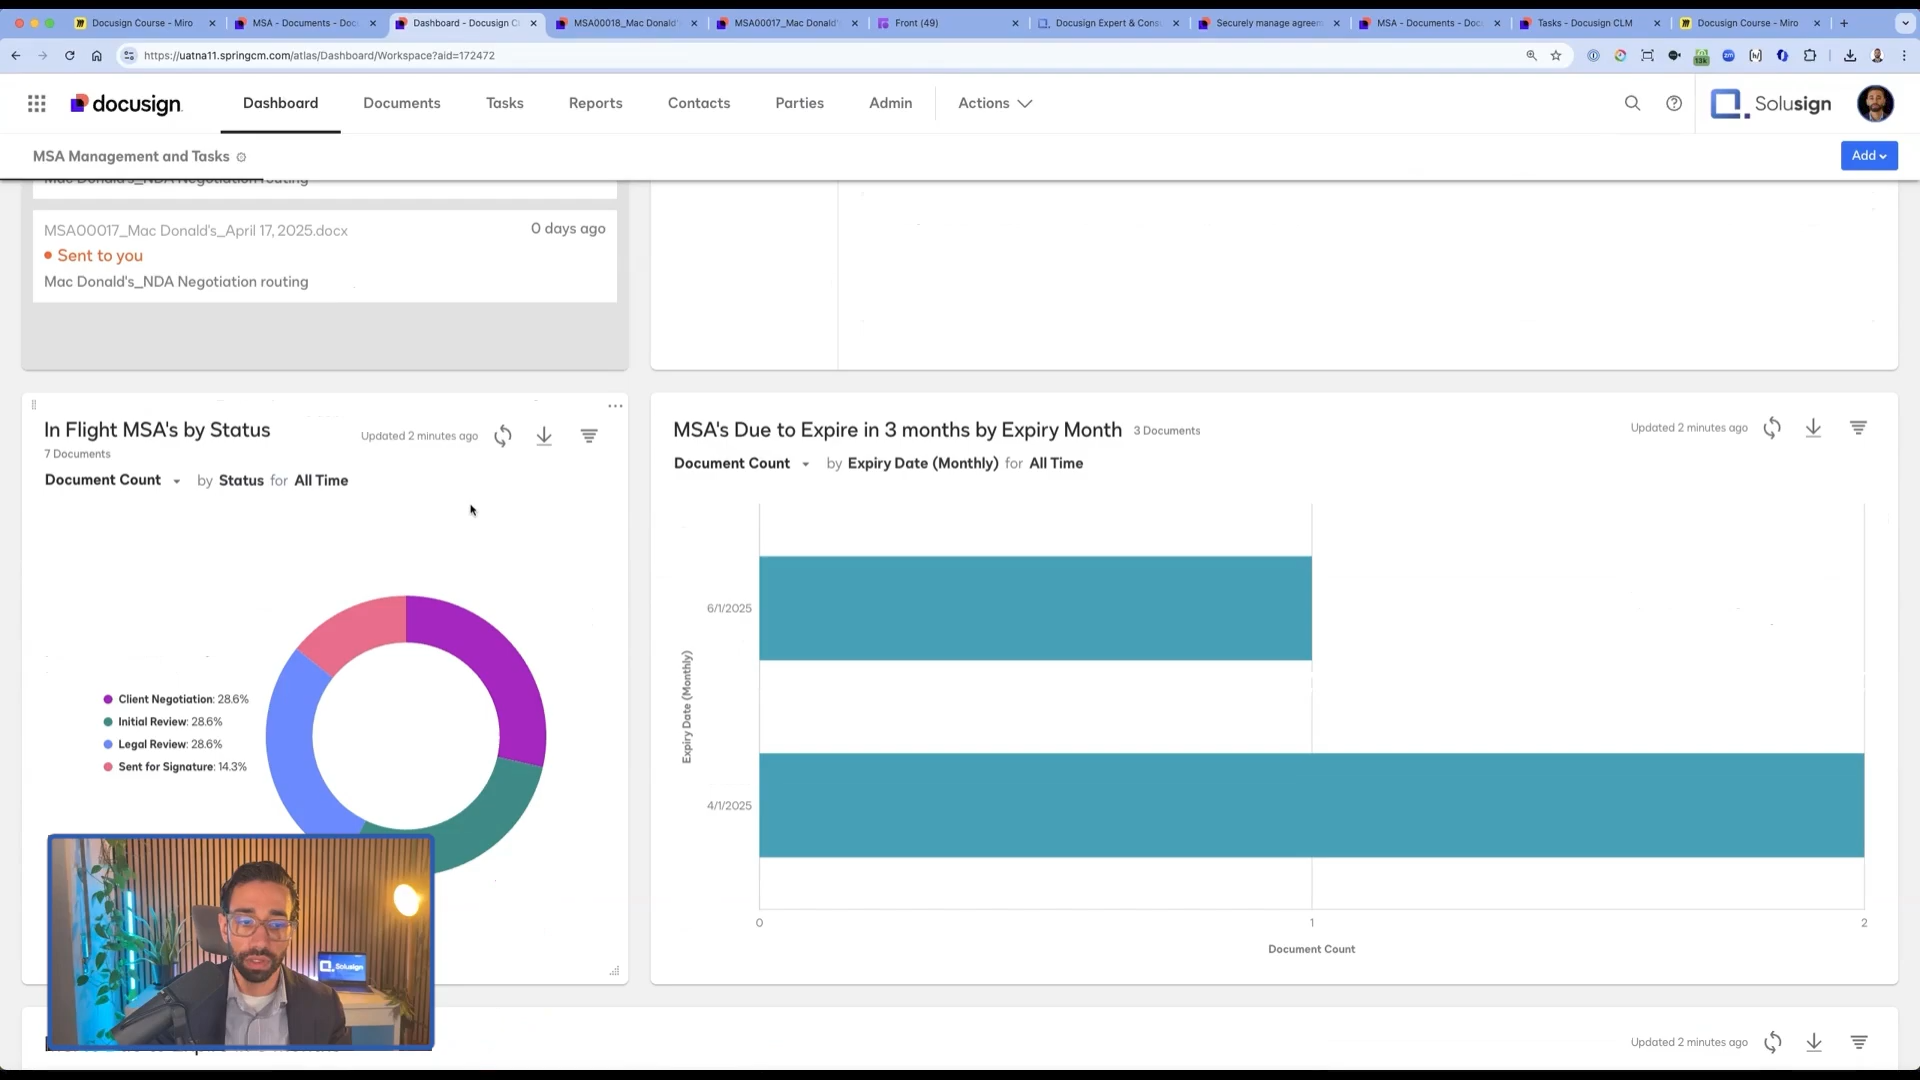 Docusign Course - Miro
MSA - Documents - Doc
Dashboard - Docusign C
MSA00018_Mac Donald'
MSA00017_Mac Donald'
Front (49)
Docusign Expert & Cons
Securely manage agreem
MSA - Documents - Doc
Tasks - Docusign CLM
Docusign Course - Miro
https://uatna11.springcm.com/atlas/Dashboard/Workspace?aid=172472
docusign
Dashboard
Documents
Tasks
Reports
Contacts
Parties
Admin
Actions
Solusign
MSA Management and Tasks
Add
Mac Donald's_NDA Negotiation routing
MSA00017_Mac Donald's_April 17, 2025.docx
0 days ago
Sent to you
Mac Donald's_NDA Negotiation routing
In Flight MSA's by Status
Updated 2 minutes ago
7 Documents
Document Count by Status for All Time
Client Negotiation: 28.6%
Initial Review: 28.6%
Legal Review: 28.6%
Sent for Signature: 14.3%
MSA's Due to Expire in 3 months by Expiry Month
3 Documents
Updated 2 minutes ago
Document Count by Expiry Date (Monthly) for All Time
Expiry Date (Monthly)
6/1/2025
4/1/2025
0
1
2
Document Count
Solusign
Updated 2 minutes ago